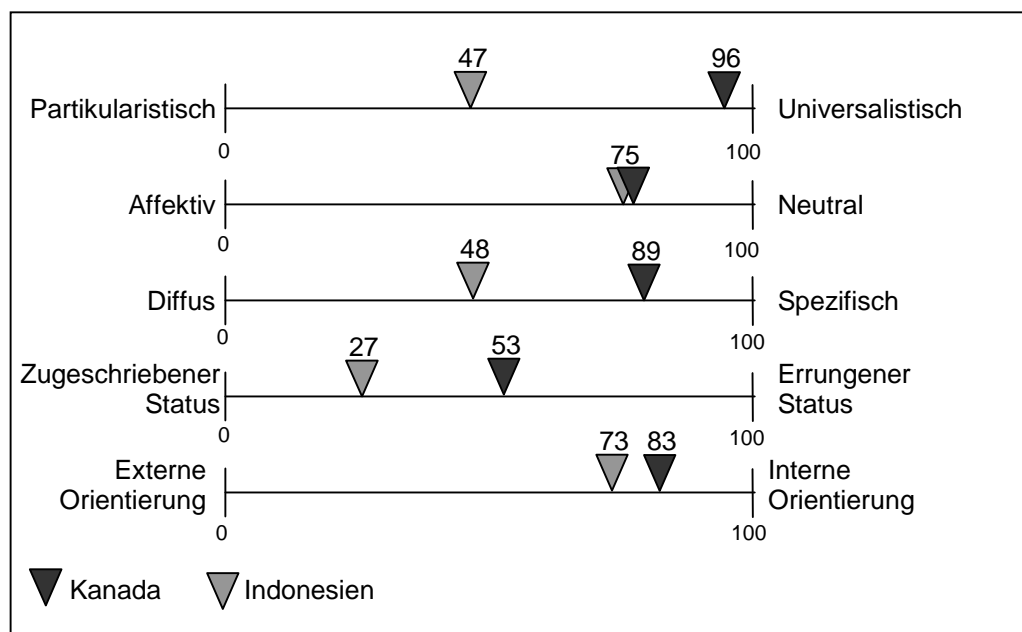 47 96
Partikularistisch Universalistisch
0 100
75
Affektiv Neutral
0 100
48 89
Diffus Spezifisch
0 100
27 53
Zugeschriebener Errungener
Status Status
0 100
73 83
Externe Interne
Orientierung Orientierung
0 100
Kanada Indonesien